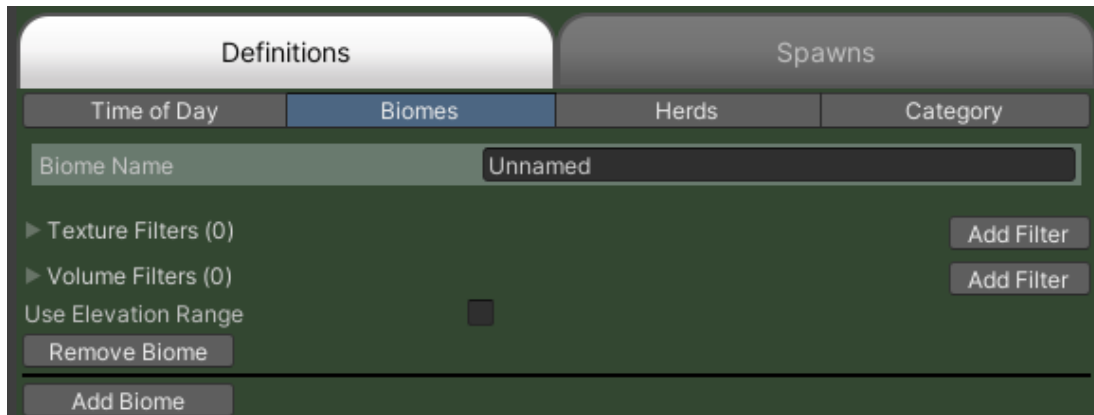 Definitions Spawns
Time of Day Biomes Herds Category
Biome Name Unnamed
Texture Filters (0) Add Filter
Volume Filters (0) Add Filter
Use Elevation Range
Remove Biome
Add Biome